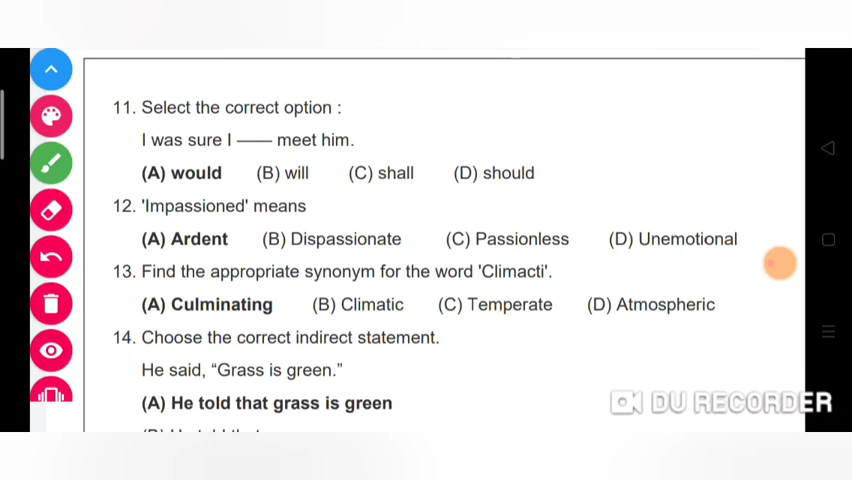 11. Select the correct option :
I was sure I —— meet him.
(A) would (B) will (C) shall (D) should
12. 'Impassioned' means
(A) Ardent (B) Dispassionate (C) Passionless (D) Unemotional
13. Find the appropriate synonym for the word 'Climacti'.
(A) Culminating (B) Climatic (C) Temperate (D) Atmospheric
14. Choose the correct indirect statement.
He said, “Grass is green.”
(A) He told that grass is green
DU RECORDER